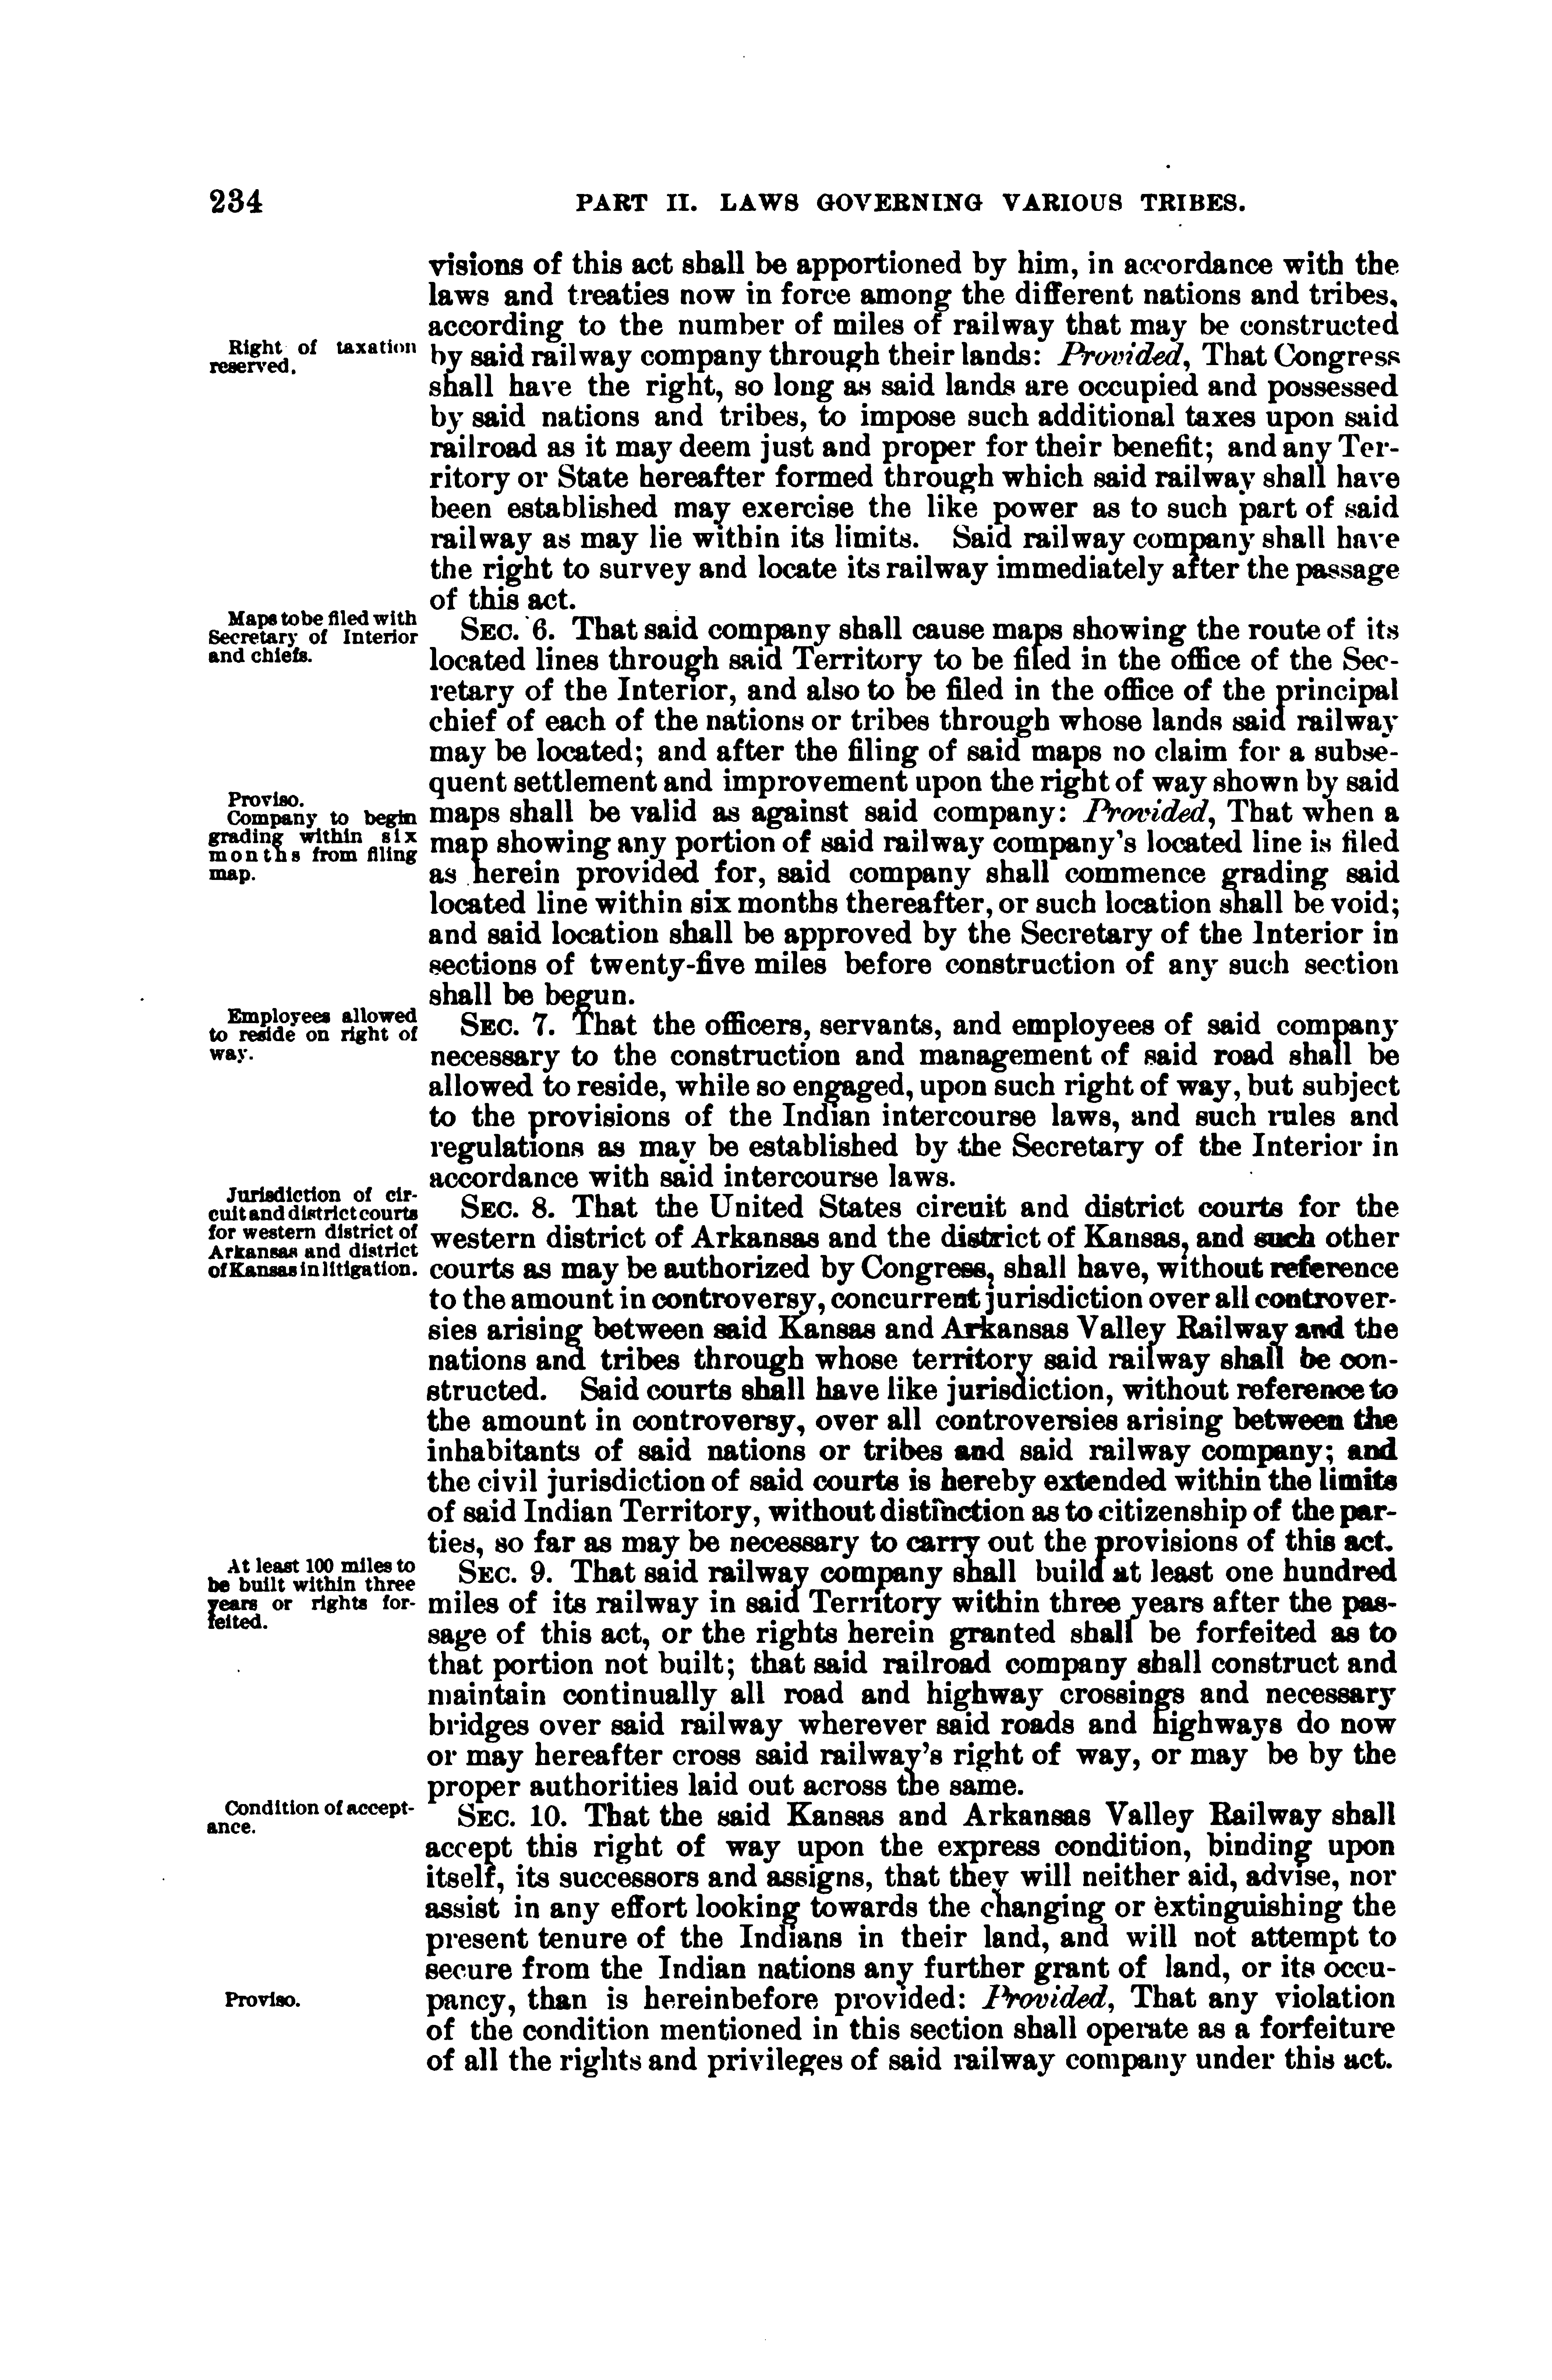 234
PART II. LAWS GOVERNING VARIOUS TRIBES.
visions of this act shall be apportioned by him, in accordance with the
laws and treaties now in force among the different nations and tribes,
according to the number of miles of railway that may be constructed
Right of taxation
reserved.
by said railway company through their lands: Provided, That Congress
shall have the right, so long as said lands are occupied and possessed
by said nations and tribes, to impose such additional taxes upon said
railroad as it may deem just and proper for their benefit; and any Ter-
ritory or State hereafter formed through which said railway shall have
been established may exercise the like power as to such part of said
railway as may lie within its limits. Said railway company shall have
the right to survey and locate its railway immediately after the passage
of this act.
Maps to be filed with
Secretary of Interior
and chiefs.
SEC. 6. That said company shall cause maps showing the route of its
located lines through said Territory to be filed in the office of the Sec-
retary of the Interior, and also to be filed in the office of the principal
chief of each of the nations or tribes through whose lands said railway
may be located; and after the filing of said maps no claim for a subse-
quent settlement and improvement upon the right of way shown by said
Proviso.
Company to begin
grading within six
months from filing
map.
maps shall be valid as against said company: Provided, That when a
map showing any portion of said railway company's located line is filed
as herein provided for, said company shall commence grading said
located line within six months thereafter, or such location shall be void;
and said location shall be approved by the Secretary of the Interior in
sections of twenty-five miles before construction of any such section
shall be begun.
Employees allowed
to reside on right of
way.
SEC. 7. That the officers, servants, and employees of said company
necessary to the construction and management of said road shall be
allowed to reside, while so engaged, upon such right of way, but subject
to the provisions of the Indian intercourse laws, and such rules and
regulations as may be established by the Secretary of the Interior in
accordance with said intercourse laws.
Jurisdiction of cir-
cuit and district courts
for western district of
Arkansas and district
of Kansas in litigation.
SEC. 8. That the United States circuit and district courts for the
western district of Arkansas and the district of Kansas, and such other
courts as may be authorized by Congress, shall have, without reference
to the amount in controversy, concurrent jurisdiction over all controver-
sies arising between said Kansas and Arkansas Valley Railway and the
nations and tribes through whose territory said railway shall be con-
structed. Said courts shall have like jurisdiction, without reference to
the amount in controversy, over all controversies arising between the
inhabitants of said nations or tribes and said railway company; and
the civil jurisdiction of said courts is hereby extended within the limits
of said Indian Territory, without distinction as to citizenship of the par-
ties, so far as may be necessary to carry out the provisions of this act.
At least 100 miles to
be built within three
years or rights for-
feited.
SEC. 9. That said railway company shall build at least one hundred
miles of its railway in said Territory within three years after the pas-
sage of this act, or the rights herein granted shall be forfeited as to
that portion not built; that said railroad company shall construct and
maintain continually all road and highway crossings and necessary
bridges over said railway wherever said roads and highways do now
or may hereafter cross said railway's right of way, or may be by the
proper authorities laid out across the same.
Condition of accept-
ance.
SEC. 10. That the said Kansas and Arkansas Valley Railway shall
accept this right of way upon the express condition, binding upon
itself, its successors and assigns, that they will neither aid, advise, nor
assist in any effort looking towards the changing or extinguishing the
present tenure of the Indians in their land, and will not attempt to
secure from the Indian nations any further grant of land, or its occu-
Proviso.
pancy, than is hereinbefore provided: Provided, That any violation
of the condition mentioned in this section shall operate as a forfeiture
of all the rights and privileges of said railway company under this act.